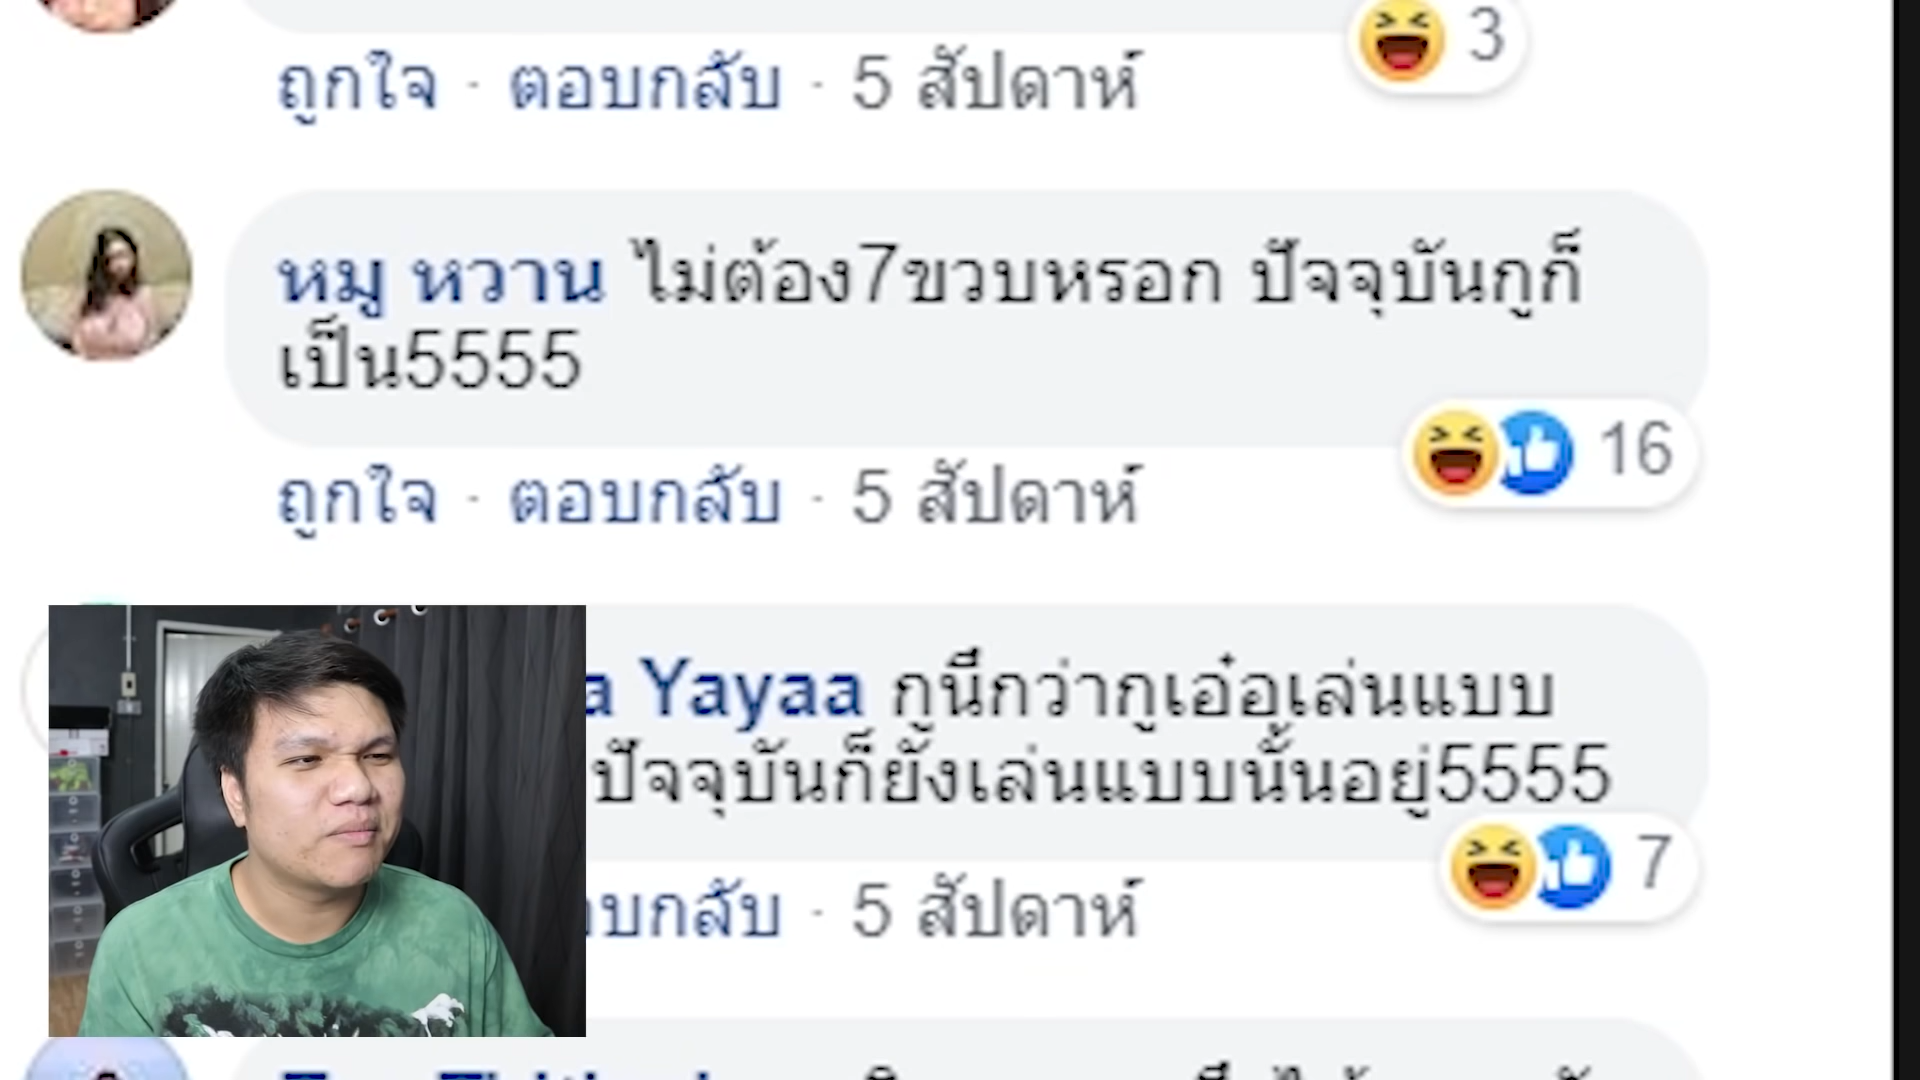 3
ถูกใจ · ตอบกลับ · 5 สัปดาห์
หมู หวาน ไม่ต้อง7ขวบหรอก ปัจจุบันกูก็
เป็น5555
16
ถูกใจ · ตอบกลับ · 5 สัปดาห์
a Yayaa กูนึกว่ากูเอ๋อเล่นแบบ
ปัจจุบันก็ยังเล่นแบบนั้นอยู่5555
7
บกลับ · 5 สัปดาห์